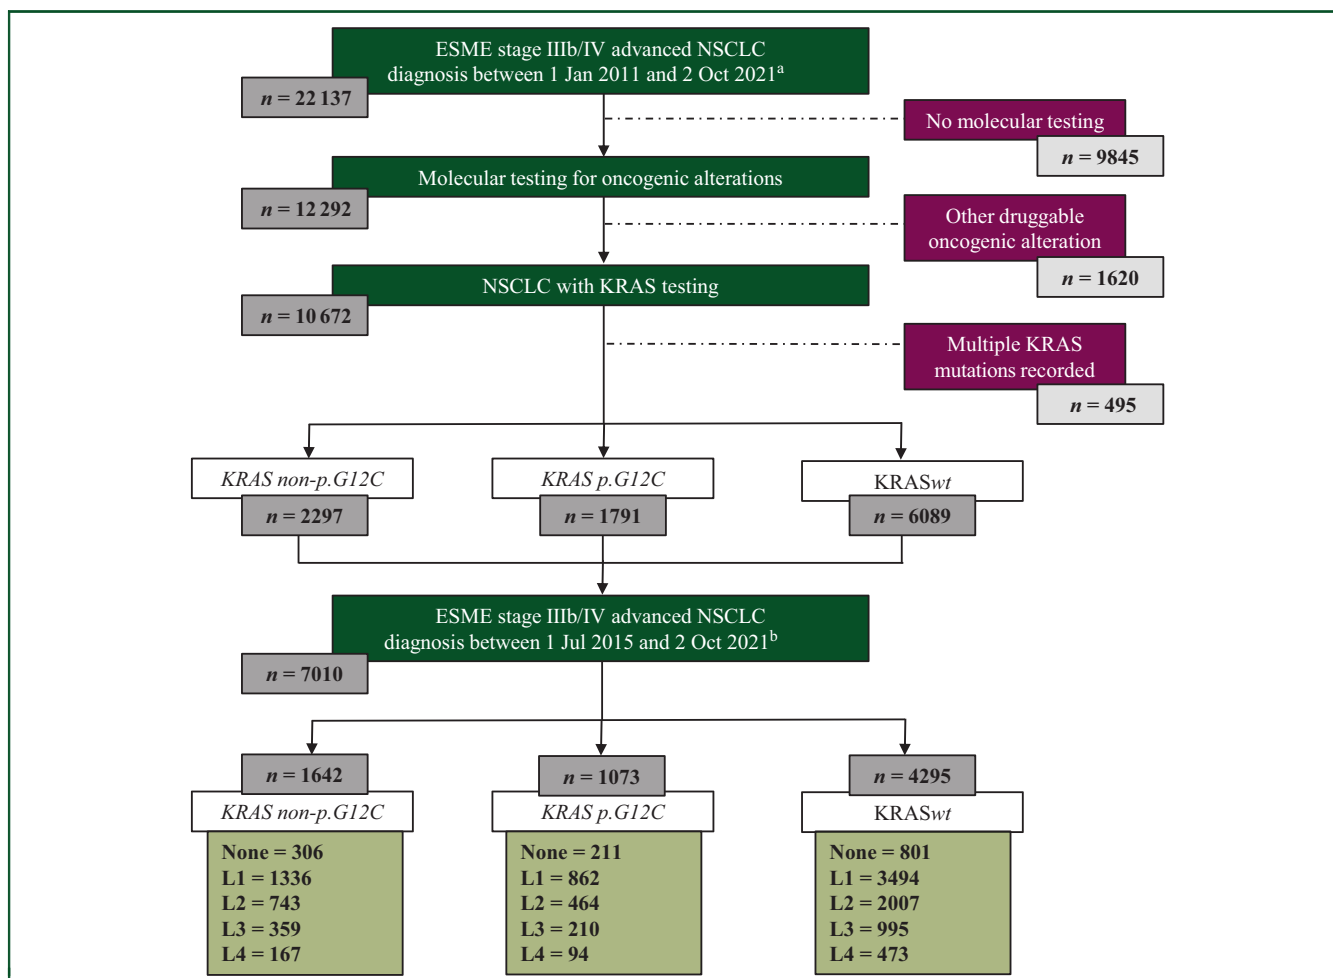 ESME stage IIIb/IV advanced NSCLC
diagnosis between 1 Jan 2011 and 2 Oct 2021a
n = 22 137
No molecular testing
n = 9845
Molecular testing for oncogenic alterations
n = 12 292
Other druggable
oncogenic alteration
n = 1620
NSCLC with KRAS testing
n = 10 672
Multiple KRAS
mutations recorded
n = 495
KRAS non-p.G12C
n = 2297
KRAS p.G12C
n = 1791
KRASwt
n = 6089
ESME stage IIIb/IV advanced NSCLC
diagnosis between 1 Jul 2015 and 2 Oct 2021b
n = 7010
n = 1642
KRAS non-p.G12C
None = 306
L1 = 1336
L2 = 743
L3 = 359
L4 = 167
n = 1073
KRAS p.G12C
None = 211
L1 = 862
L2 = 464
L3 = 210
L4 = 94
n = 4295
KRASwt
None = 801
L1 = 3494
L2 = 2007
L3 = 995
L4 = 473